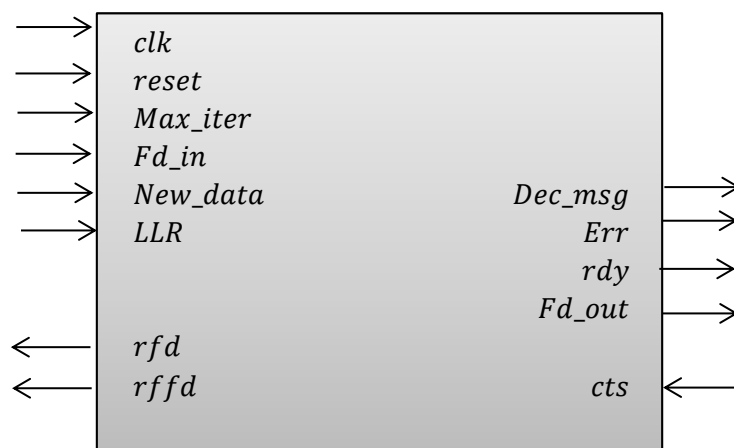 clk
reset
Max_iter
Fd_in
New_data
Dec_msg
LLR
Err
rdy
Fd_out
rfd
rffd
cts